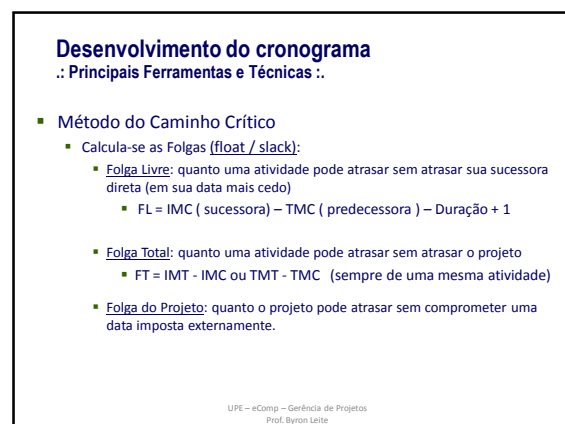 Desenvolvimento do cronograma
.: Principais Ferramentas e Técnicas :.
▪ Método do Caminho Crítico
▪ Calcula-se as Folgas (float / slack):
▪ Folga Livre: quanto uma atividade pode atrasar sem atrasar sua sucessora
direta (em sua data mais cedo)
▪ FL = IMC ( sucessora) – TMC ( predecessora ) – Duração + 1
▪ Folga Total: quanto uma atividade pode atrasar sem atrasar o projeto
▪ FT = IMT - IMC ou TMT - TMC (sempre de uma mesma atividade)
▪ Folga do Projeto: quanto o projeto pode atrasar sem comprometer uma
data imposta externamente.
UPE – eComp – Gerência de Projetos
Prof. Byron Leite